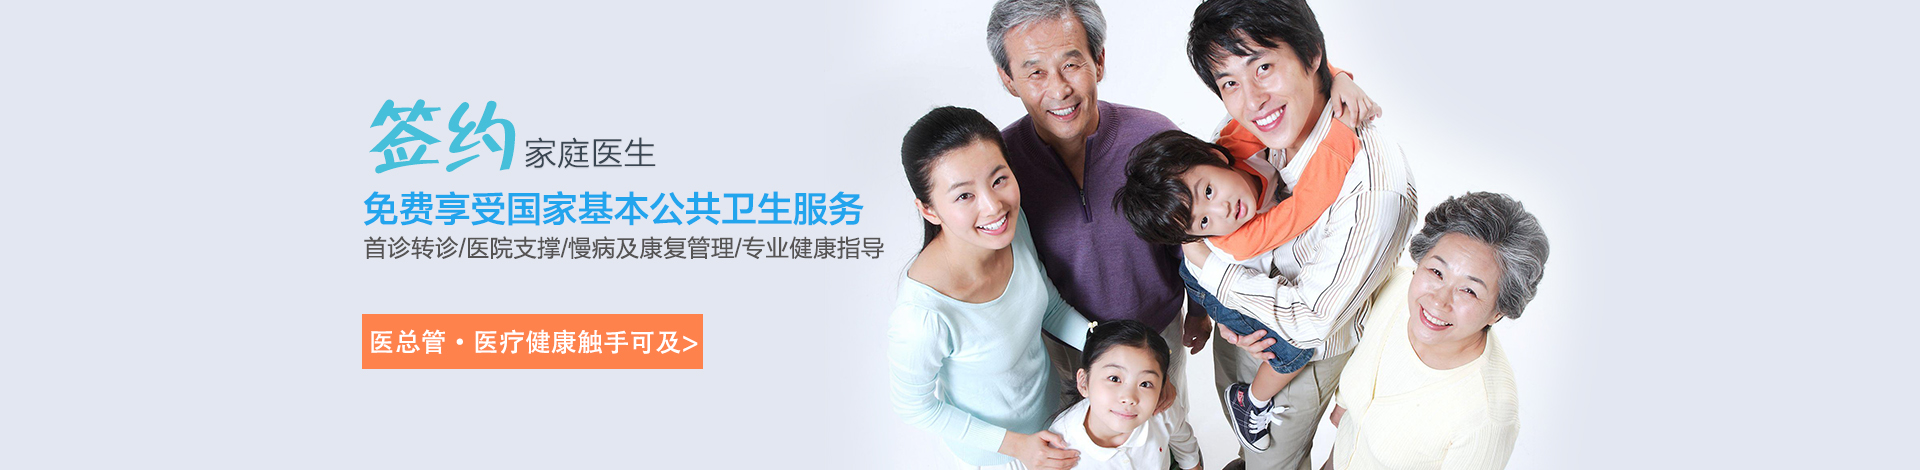 签约 家庭医生
免费享受国家基本公共卫生服务
首诊转诊/医院支撑/慢病及康复管理/专业健康指导
医总管·医疗健康触手可及>